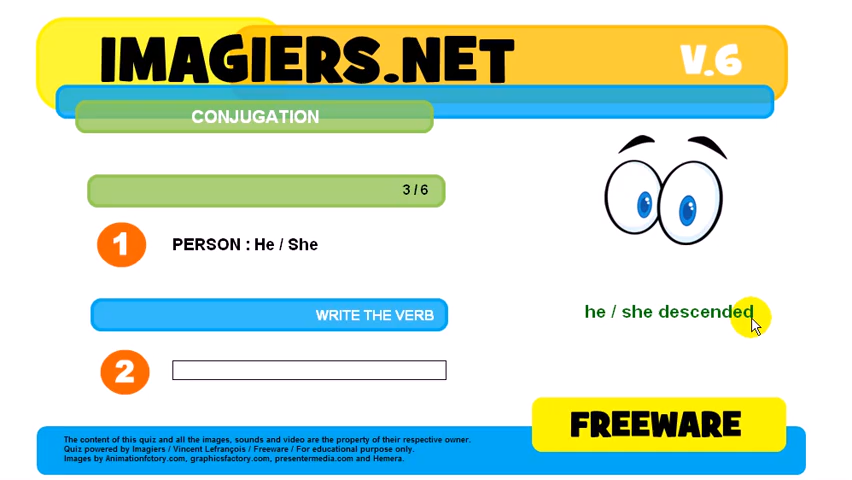 IMAGIERS.NET
V.6
CONJUGATION
3 / 6
1
PERSON : He / She
WRITE THE VERB
he / she descended
2
FREEWARE
The content of this quiz and all the images, sounds and video are the property of their respective owner.
Quiz powered by Imagiers / Vincent Lefrançois / Freeware / For educational purpose only.
Images by Animationfctory.com, graphicsfactory.com, presentermedia.com and Hemera.